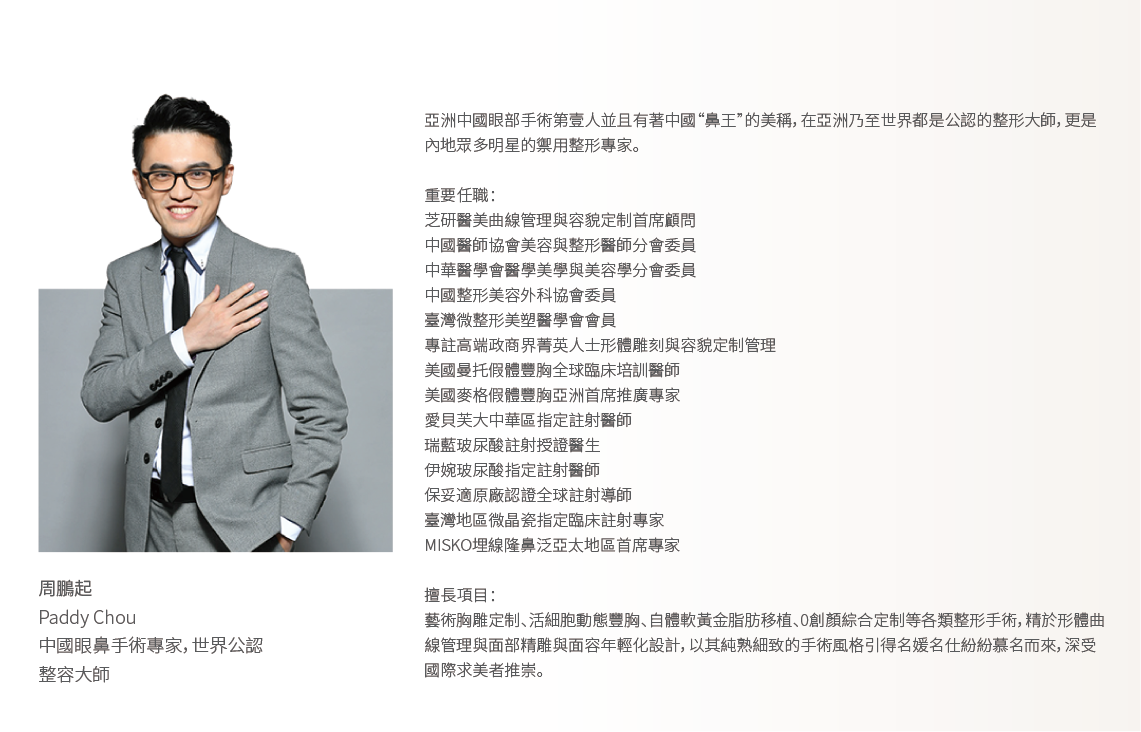 亞洲中國眼部手術第壹人並且有著中國“鼻王”的美稱，在亞洲乃至世界都是公認的整形大師，更是
內地眾多明星的禦用整形專家。
重要任職：
芝研醫美曲線管理與容貌定制首席顧問
中國醫師協會美容與整形醫師分會委員
中華醫學會醫學美學與美容學分會委員
中國整形美容外科協會委員
臺灣微整形美塑醫學會會員
專註高端政商界菁英人士形體雕刻與容貌定制管理
美國曼托假體豐胸全球臨床培訓醫師
美國麥格假體豐胸亞洲首席推廣專家
愛貝芙大中華區指定註射醫師
瑞藍玻尿酸註射授證醫生
伊婉玻尿酸指定註射醫師
保妥適原廠認證全球註射導師
臺灣地區微晶瓷指定臨床註射專家
MISKO埋線隆鼻泛亞太地區首席專家
擅長項目：
藝術胸雕定制、活細胞動態豐胸、自體軟黃金脂肪移植、0創顏綜合定制等各類整形手術，精於形體曲
線管理與面部精雕與面容年輕化設計，以其純熟細致的手術風格引得名媛名仕紛紛慕名而來，深受
國際求美者推崇。
周鵬起
Paddy Chou
中國眼鼻手術專家，世界公認
整容大師